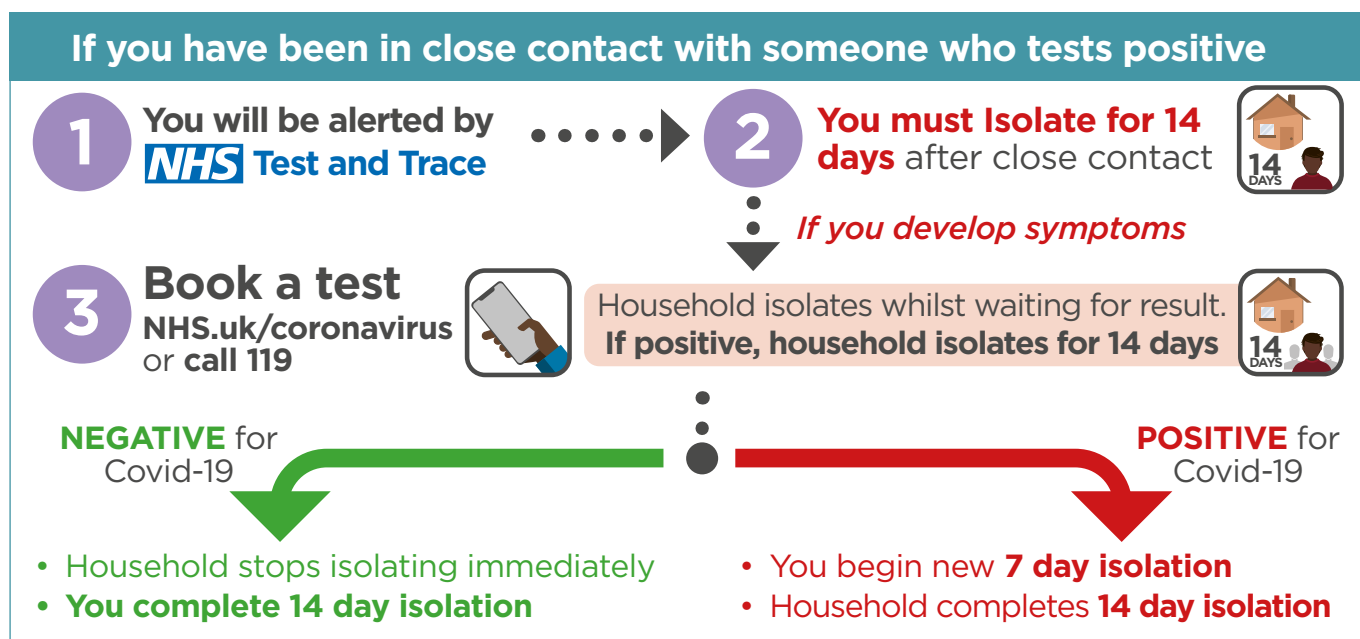 If you have been in close contact with someone who tests positive
1
You will be alerted by
NHS Test and Trace
2
You must Isolate for 14
days after close contact
14
DAYS
If you develop symptoms
3
Book a test
NHS.uk/coronavirus
or call 119
Household isolates whilst waiting for result.
If positive, household isolates for 14 days
14
DAYS
NEGATIVE for
Covid-19
POSITIVE for
Covid-19
• Household stops isolating immediately
• You complete 14 day isolation
• You begin new 7 day isolation
• Household completes 14 day isolation